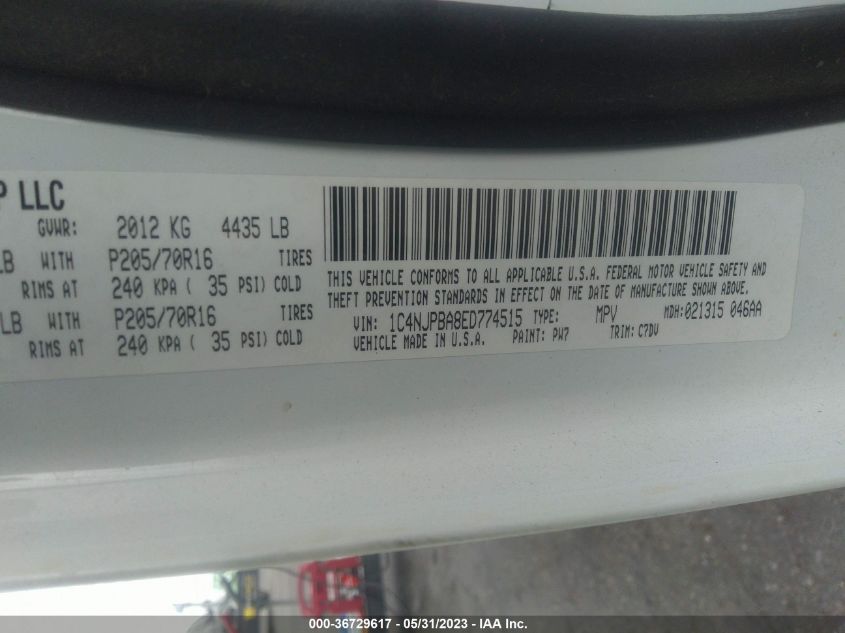 P LLC
GVWR: 2012 KG 4435 LB
LB WITH P205/70R16 TIRES
RIMS AT 240 KPA ( 35 PSI) COLD
LB WITH P205/70R16 TIRES
RIMS AT 240 KPA ( 35 PSI) COLD
THIS VEHICLE CONFORMS TO ALL APPLICABLE U.S.A. FEDERAL MOTOR VEHICLE SAFETY AND
THEFT PREVENTION STANDARDS IN EFFECT ON THE DATE OF MANUFACTURE SHOWN ABOVE.
VIN: 1C4NJPBA8ED774515 TYPE: MPV MDH:021315 046AA
VEHICLE MADE IN U.S.A. PAINT: PW7 TRIM: C7DV
000-36729617 - 05/31/2023 - IAA Inc.